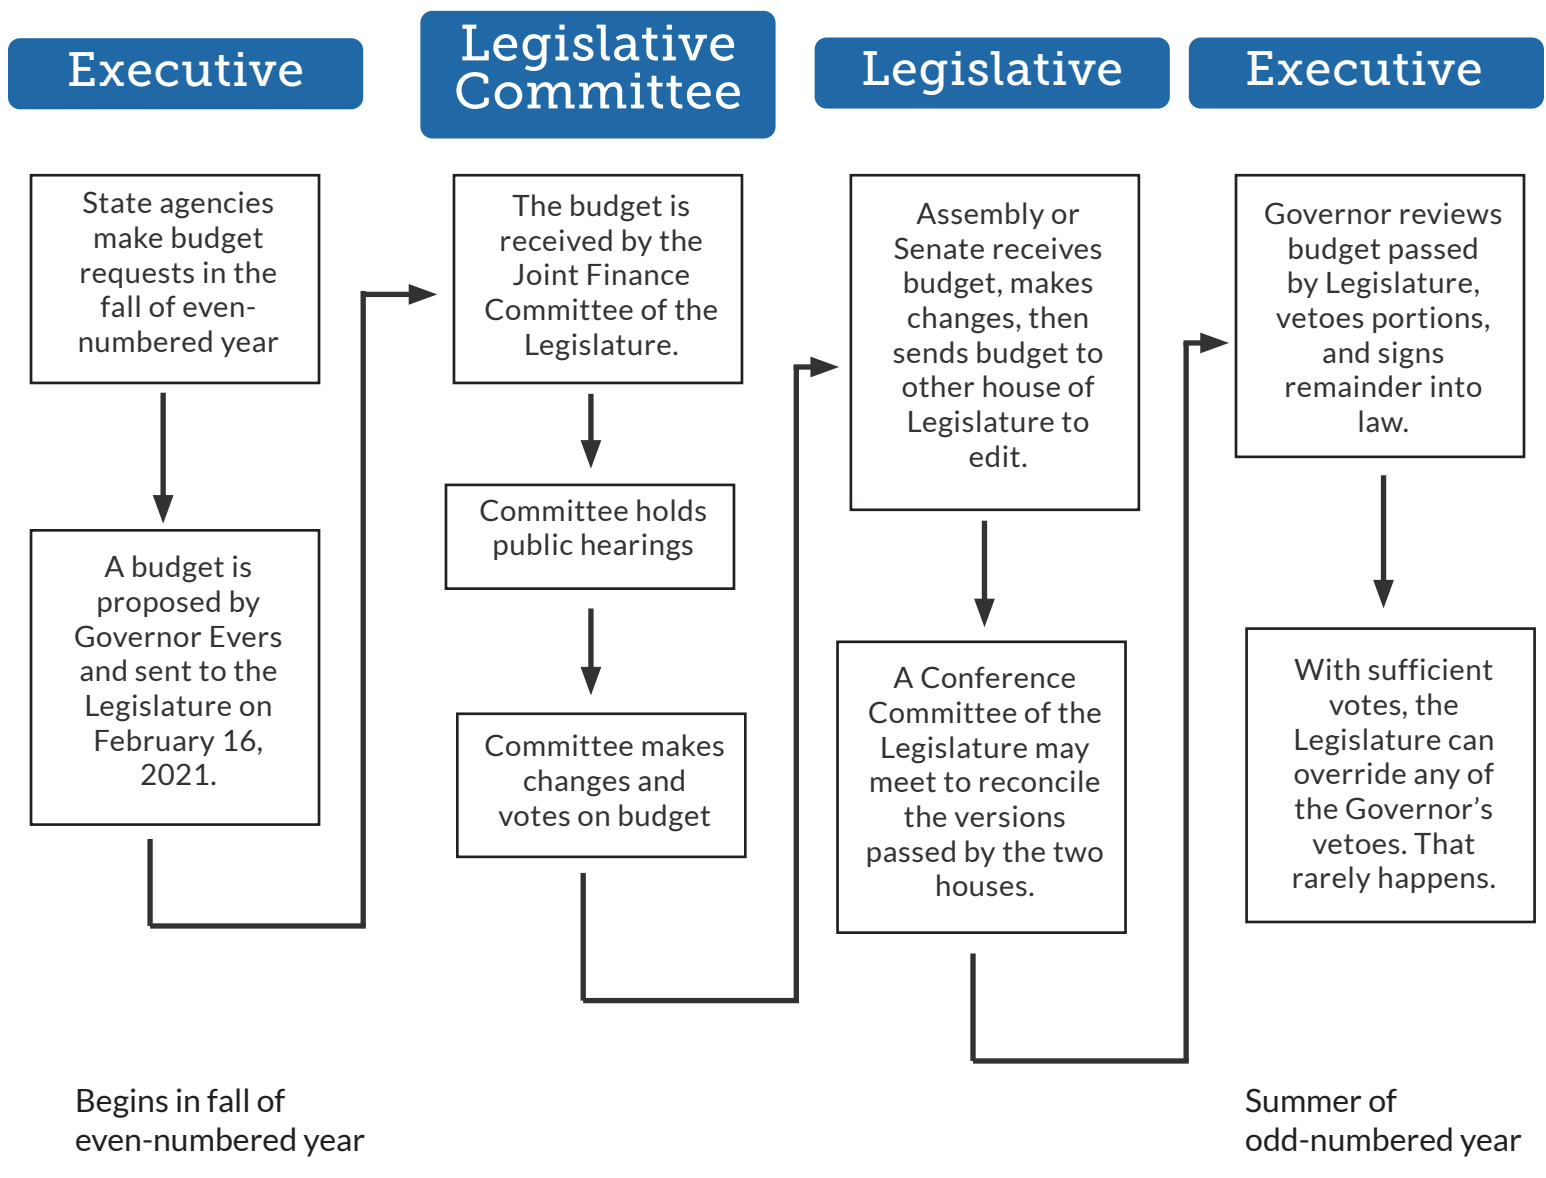 Executive
Legislative
Committee
Legislative
Executive
State agencies
make budget
requests in the
fall of even-
numbered year
A budget is
proposed by
Governor Evers
and sent to the
Legislature on
February 16,
2021.
The budget is
received by the
Joint Finance
Committee of the
Legislature.
Committee holds
public hearings
Committee makes
changes and
votes on budget
Assembly or
Senate receives
budget, makes
changes, then
sends budget to
other house of
Legislature to
edit.
A Conference
Committee of the
Legislature may
meet to reconcile
the versions
passed by the two
houses.
Governor reviews
budget passed
by Legislature,
vetoes portions,
and signs
remainder into
law.
With sufficient
votes, the
Legislature can
override any of
the Governor’s
vetoes. That
rarely happens.
Begins in fall of
even-numbered year
Summer of
odd-numbered year